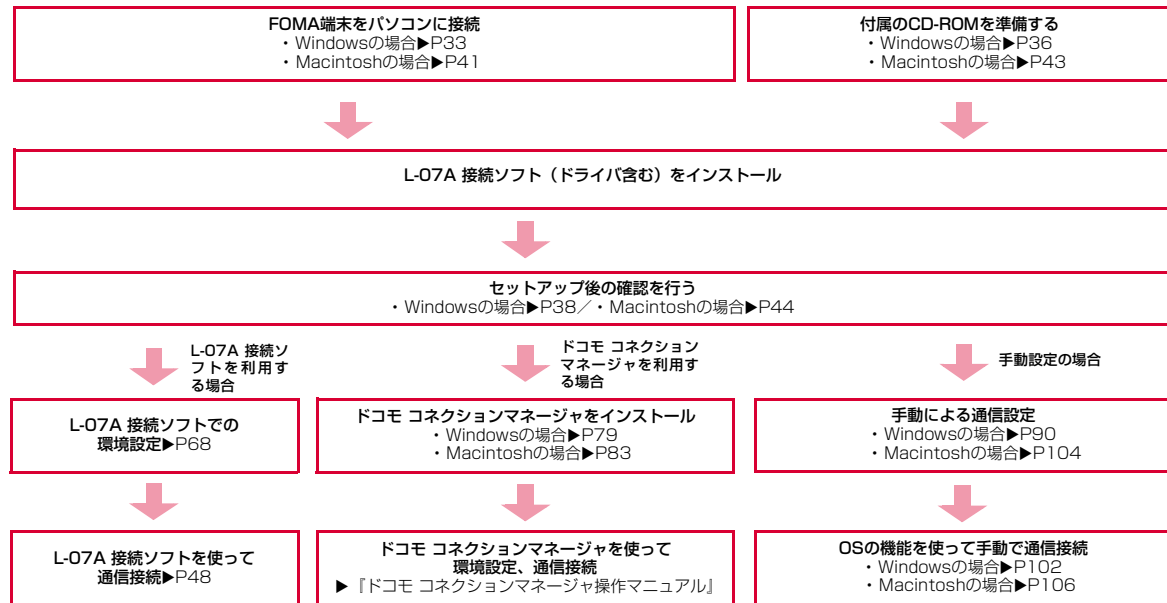 FOMA端末をパソコンに接続
・Windowsの場合▶P33
・Macintoshの場合▶P41
付属のCD-ROMを準備する
・Windowsの場合▶P36
・Macintoshの場合▶P43
L-07A 接続ソフト（ドライバ含む）をインストール
セットアップ後の確認を行う
・Windowsの場合▶P38／・Macintoshの場合▶P44
L-07A 接続ソ
フトを利用す
る場合
ドコモ コネクション
マネージャを利用す
る場合
手動設定の場合
L-07A 接続ソフトでの
環境設定▶P68
ドコモ コネクションマネージャをインストール
・Windowsの場合▶P79
・Macintoshの場合▶P83
手動による通信設定
・Windowsの場合▶P90
・Macintoshの場合▶P104
L-07A 接続ソフトを使って
通信接続▶P48
ドコモ コネクションマネージャを使って
環境設定、通信接続
▶『ドコモ コネクションマネージャ操作マニュアル』
OSの機能を使って手動で通信接続
・Windowsの場合▶P102
・Macintoshの場合▶P106